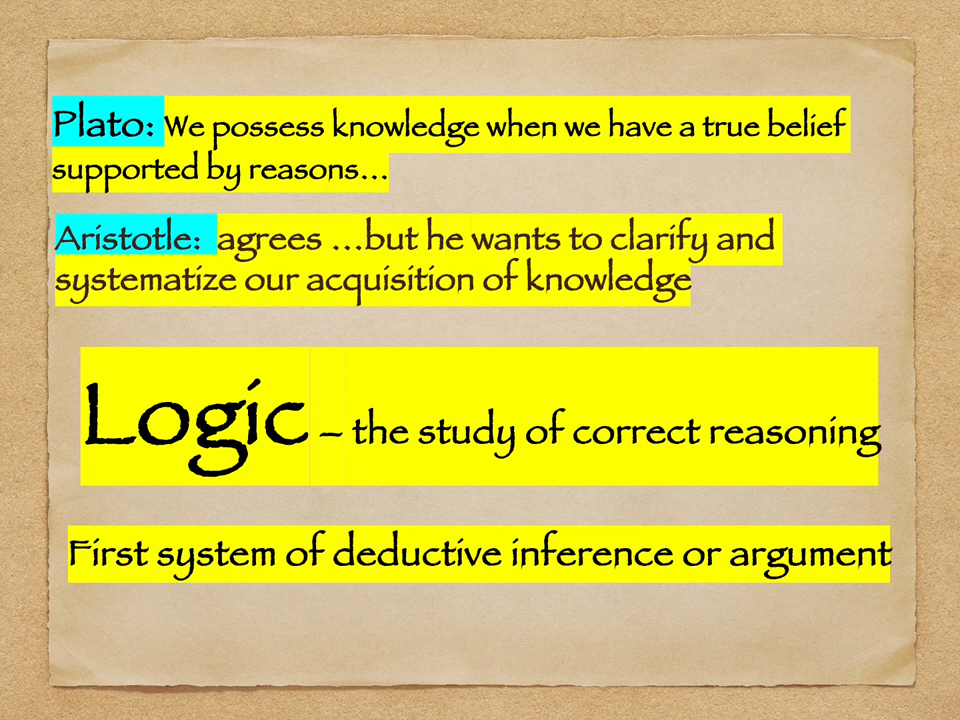 Plato: We possess knowledge when we have a true belief
supported by reasons…
Aristotle: agrees …but he wants to clarify and
systematize our acquisition of knowledge
Logic – the study of correct reasoning
First system of deductive inference or argument